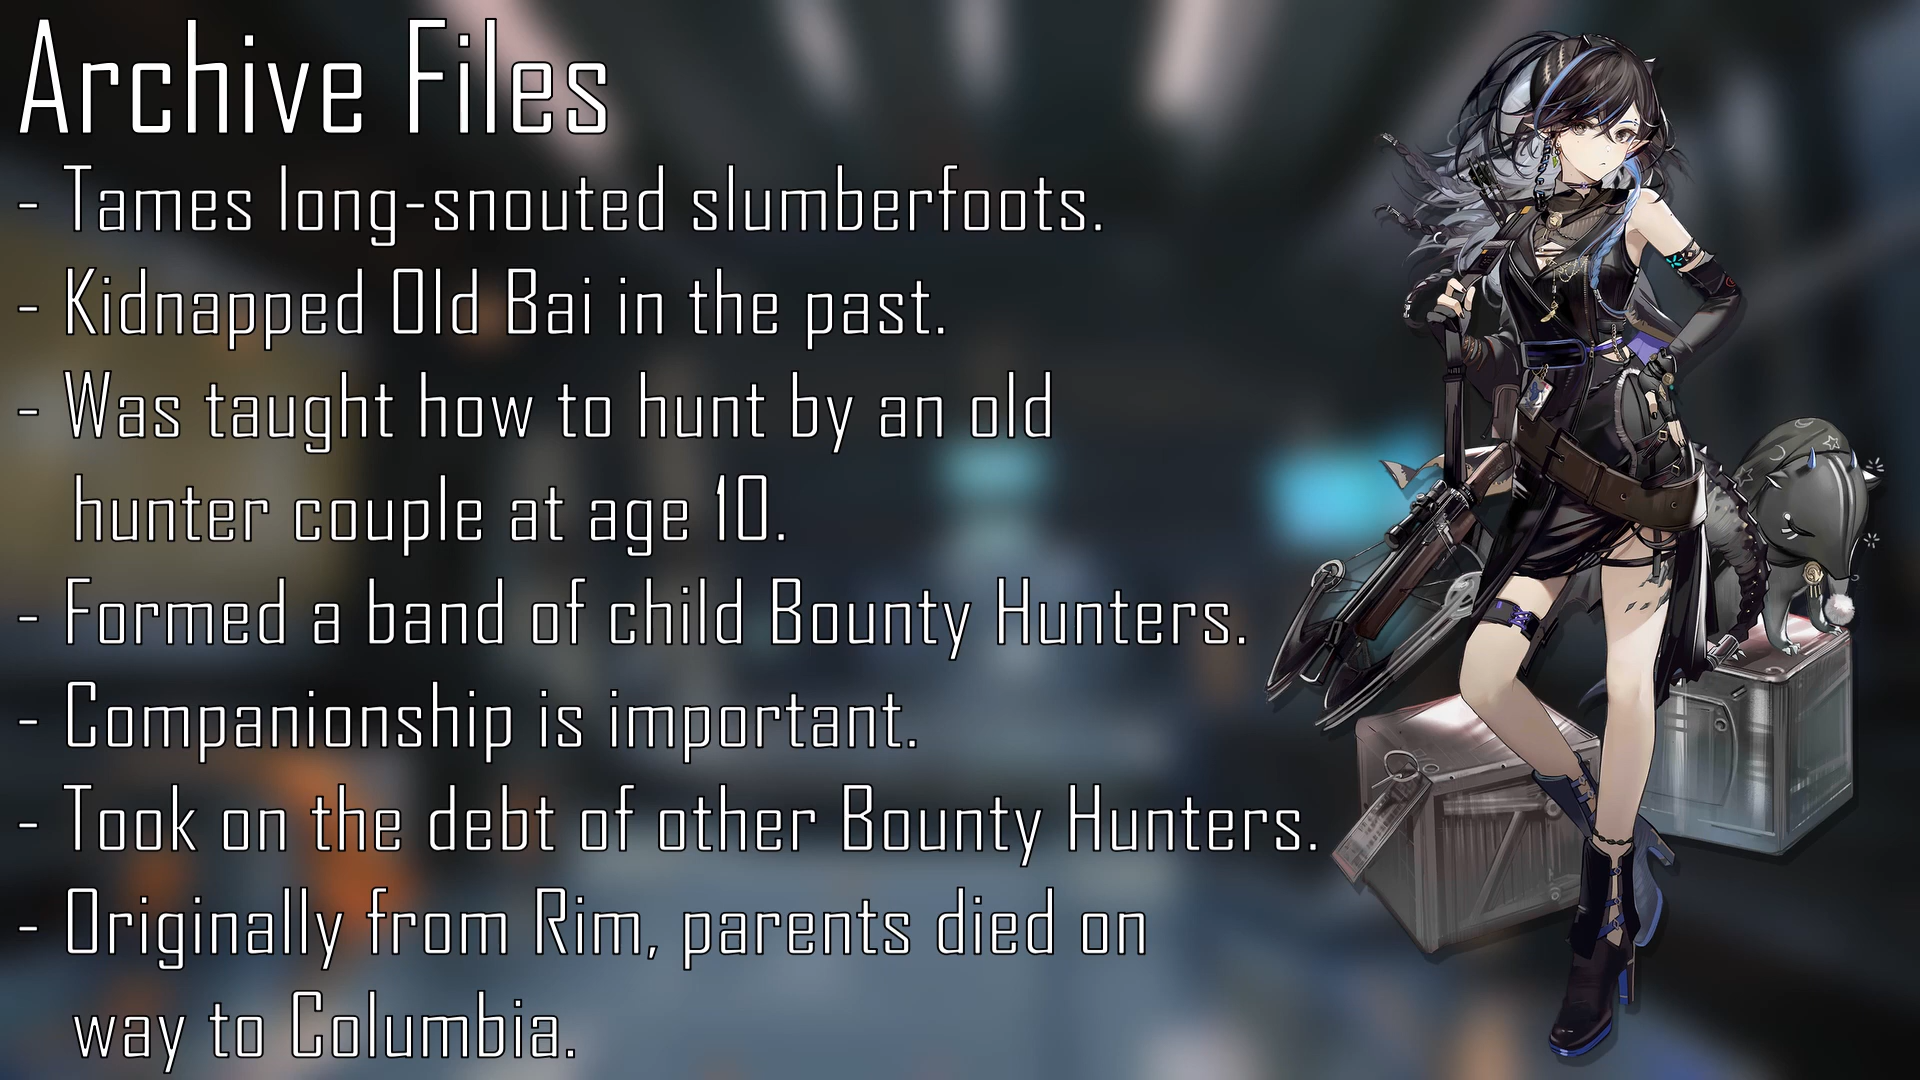 Archive Files
- Tames long-snouted slumberfoots.
- Kidnapped Old Bai in the past.
- Was taught how to hunt by an old
hunter couple at age 10.
- Formed a band of child Bounty Hunters.
- Companionship is important.
- Took on the debt of other Bounty Hunters.
- Originally from Rim, parents died on
way to Columbia.